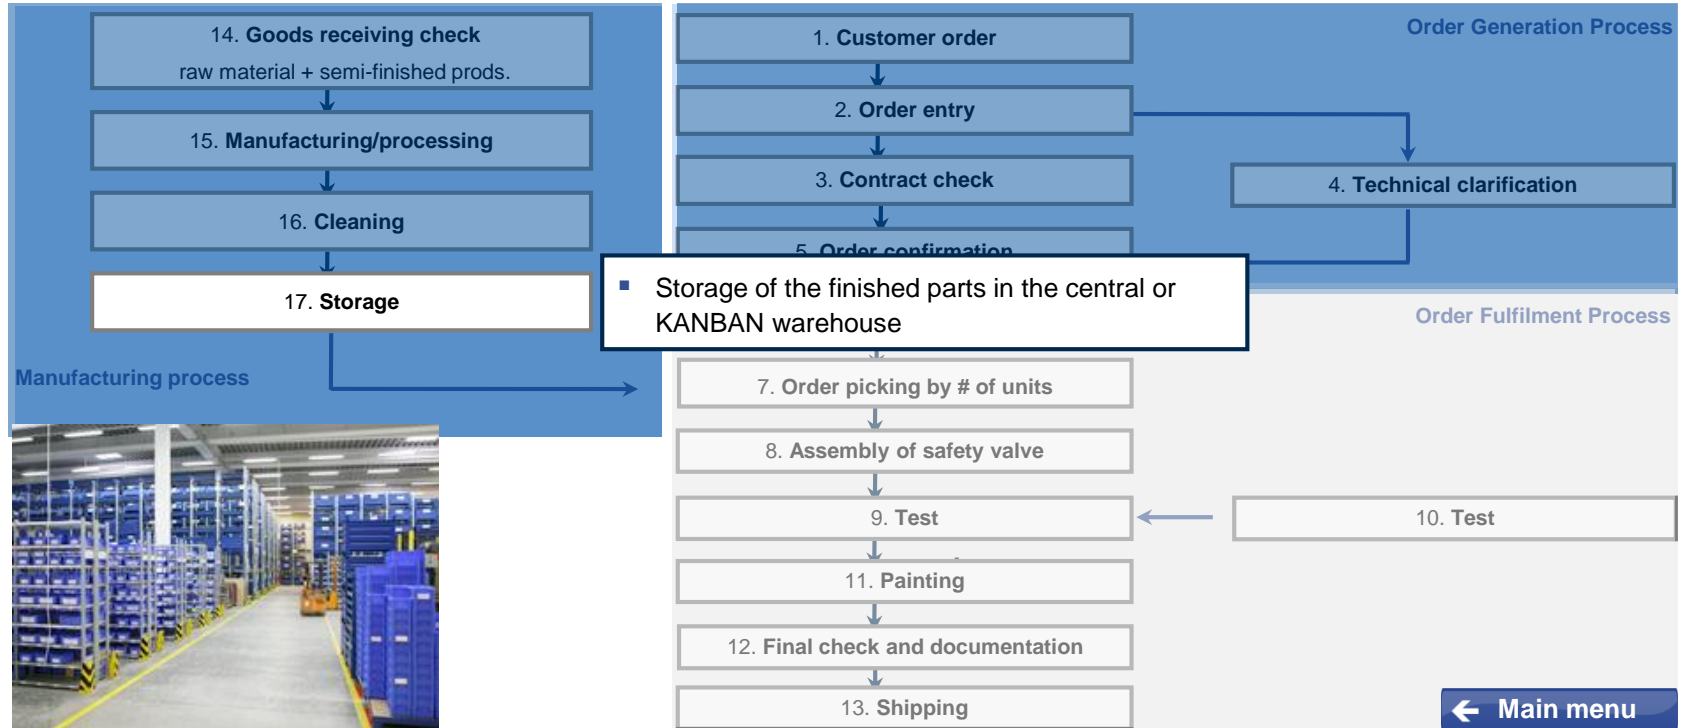 14. Goods receiving check
raw material + semi-finished prods.
15. Manufacturing/processing
16. Cleaning
17. Storage
Manufacturing process
Order Generation Process
1. Customer order
2. Order entry
3. Contract check
4. Technical clarification
5. Order confirmation
▪ Storage of the finished parts in the central or
KANBAN warehouse
Order Fulfilment Process
7. Order picking by # of units
8. Assembly of safety valve
9. Test
10. Test
11. Painting
12. Final check and documentation
13. Shipping
Main menu